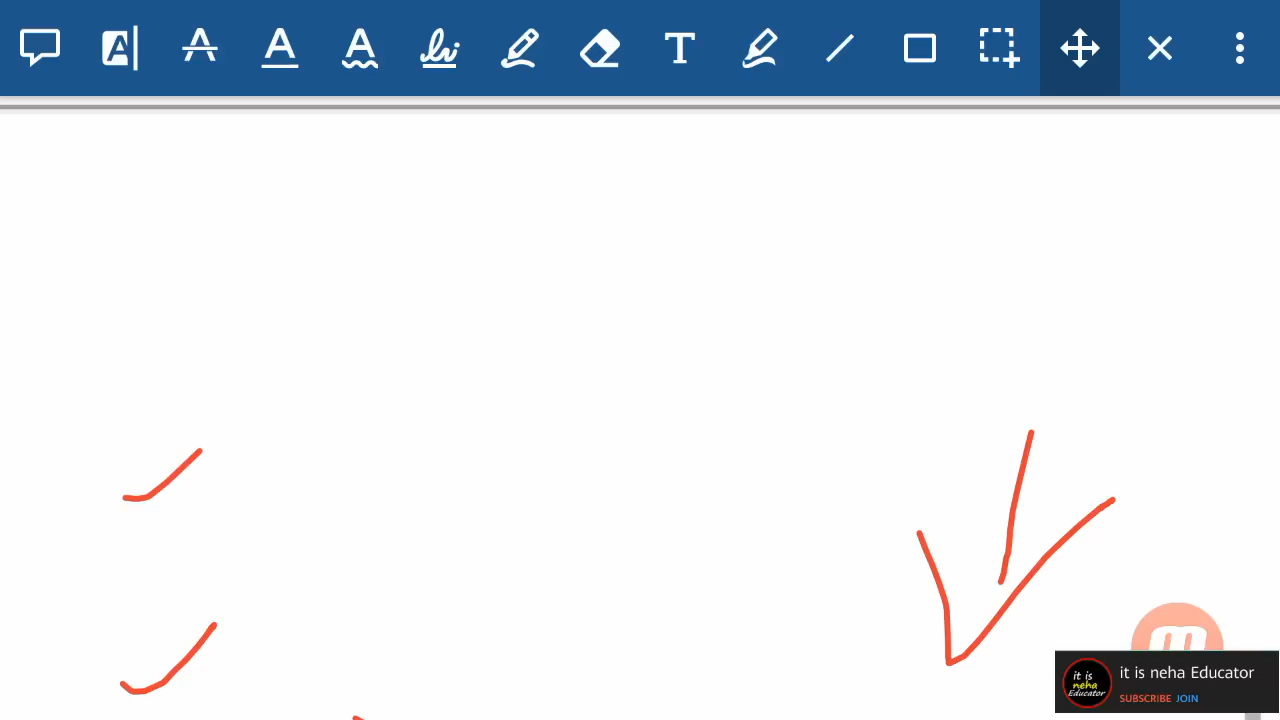 it is neha Educator
it is
neha
Educator
SUBSCRIBE JOIN